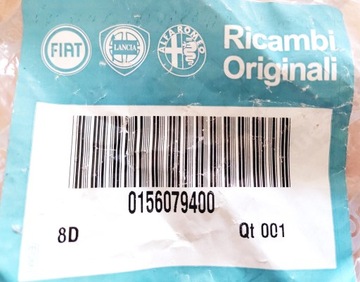 FIAT
LANCIA
ALFA ROMEO
Ricambi
Originali
0156079400
8D
Qt 001